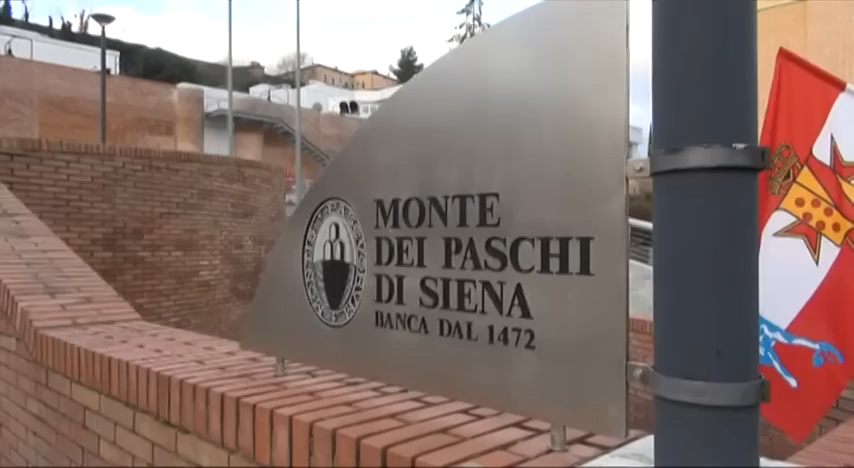 MONTE
DEI PASCHI
DI SIENA
BANCA DAL 1472